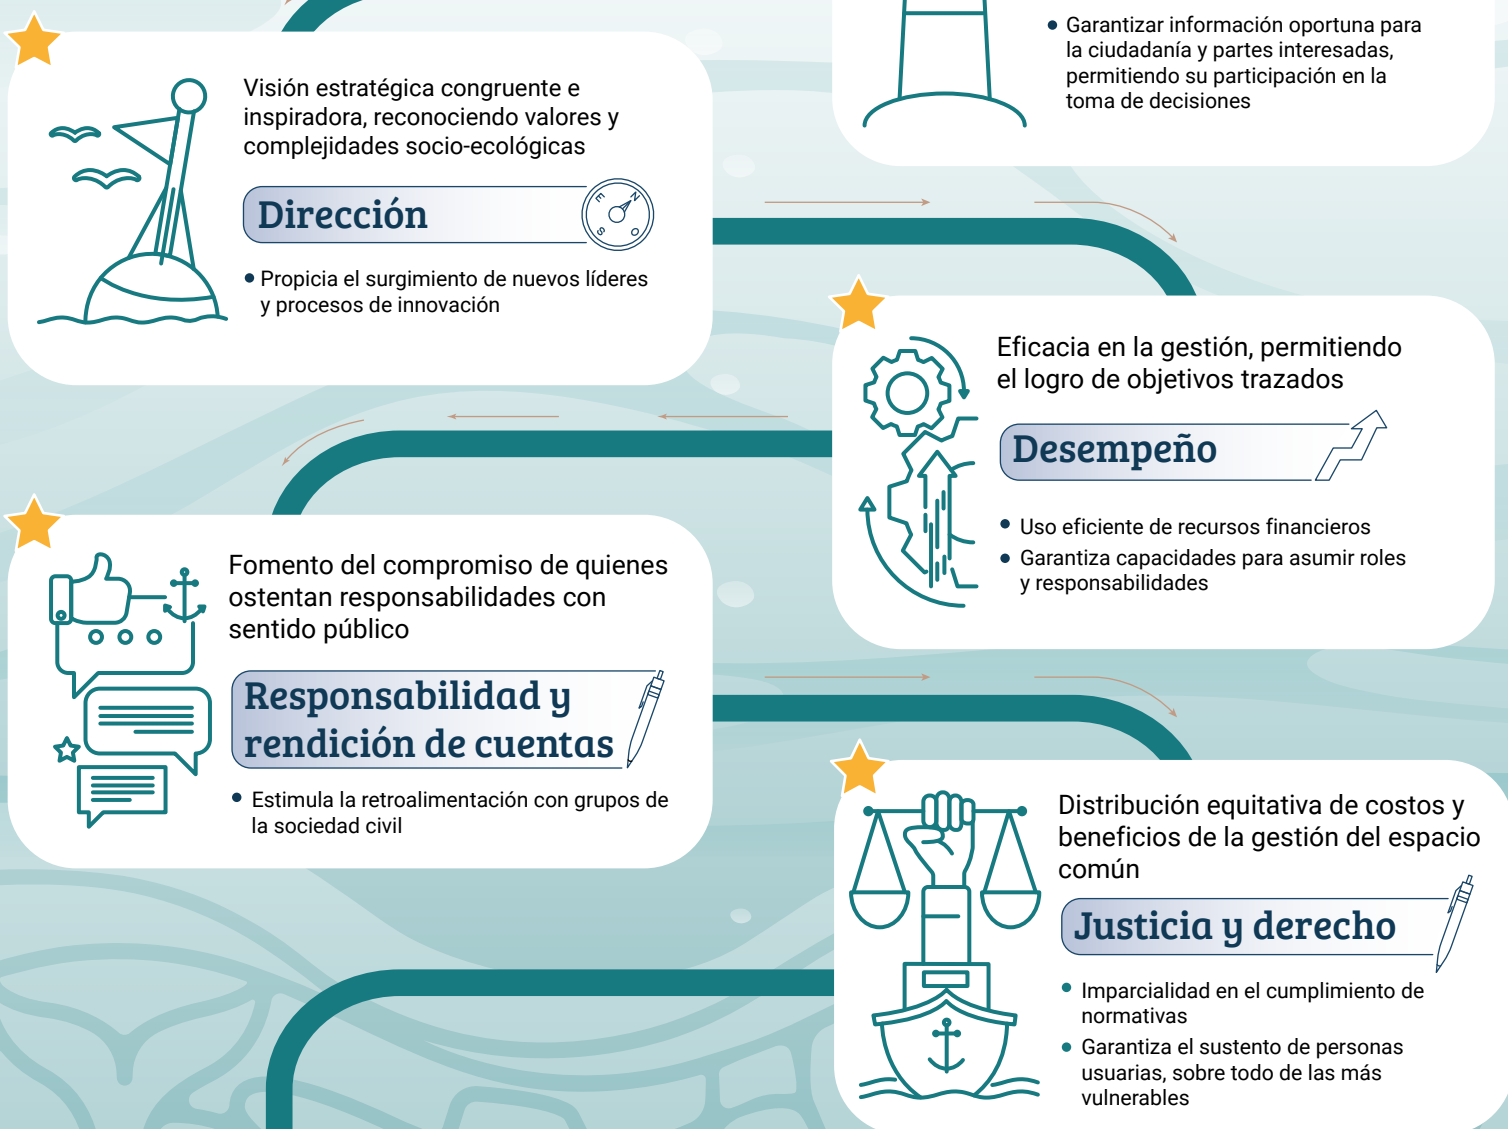 Garantizar información oportuna para
la ciudadanía y partes interesadas,
permitiendo su participación en la
toma de decisiones
Visión estratégica congruente e
inspiradora, reconociendo valores y
complejidades socio-ecológicas
Dirección
N
E
S
O
Propicia el surgimiento de nuevos líderes
y procesos de innovación
Eficacia en la gestión, permitiendo
el logro de objetivos trazados
Desempeño
Uso eficiente de recursos financieros
Garantiza capacidades para asumir roles
y responsabilidades
Fomento del compromiso de quienes
ostentan responsabilidades con
sentido público
Responsabilidad y
rendición de cuentas
Estimula la retroalimentación con grupos de
la sociedad civil
Distribución equitativa de costos y
beneficios de la gestión del espacio
común
Justicia y derecho
Imparcialidad en el cumplimiento de
normativas
Garantiza el sustento de personas
usuarias, sobre todo de las más
vulnerables